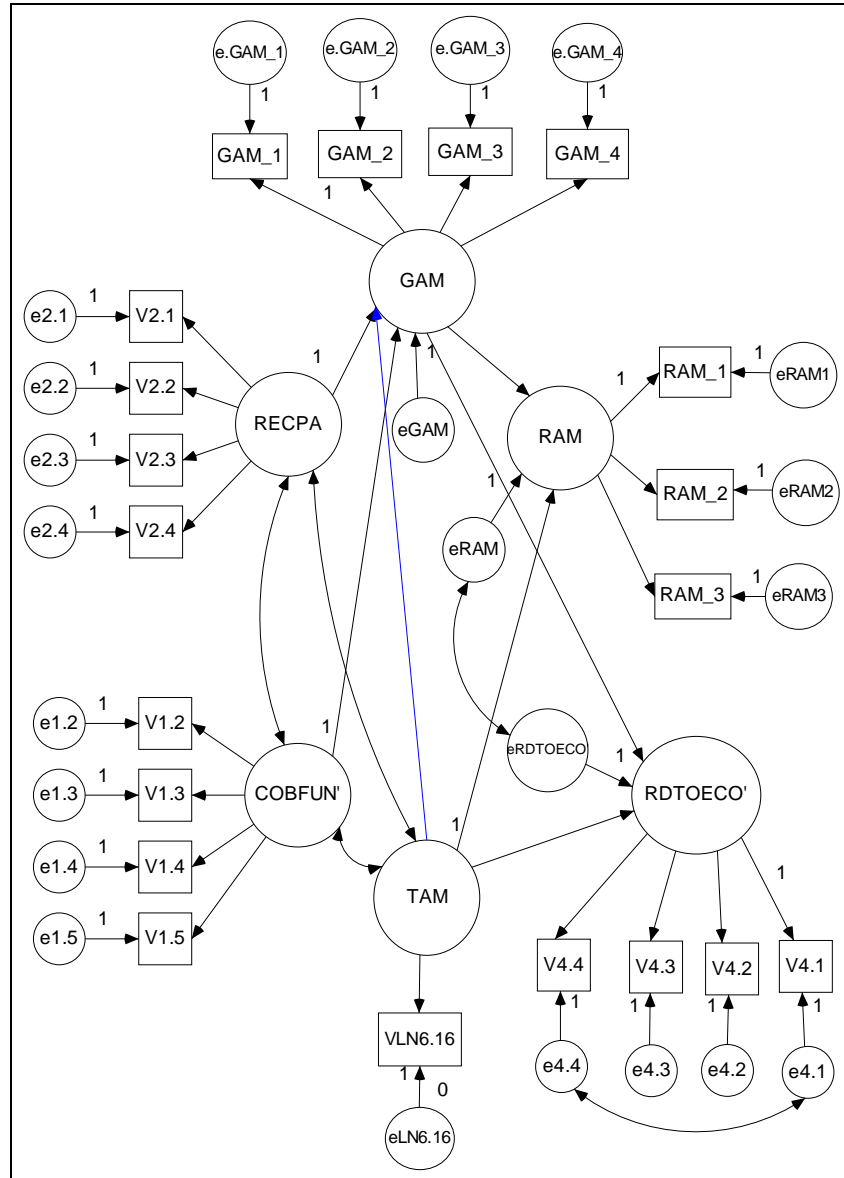 e.GAM_1
e.GAM_2
e.GAM_3
e.GAM_4
1
1
1
1
GAM_1
GAM_2
GAM_3
GAM_4
1
GAM
e2.1
1
V2.1
e2.2
1
V2.2
e2.3
1
V2.3
e2.4
1
V2.4
1
RECPA
1
eGAM
RAM
1
RAM_1
1
eRAM1
RAM_2
1
eRAM2
RAM_3
1
eRAM3
1
eRAM
e1.2
1
V1.2
e1.3
1
V1.3
e1.4
1
V1.4
e1.5
1
V1.5
1
COBFUN'
eRDTOECO
1
RDTOECO'
1
TAM
1
V4.4
V4.3
V4.2
V4.1
1
1
1
1
e4.4
e4.3
e4.2
e4.1
VLN6.16
1
0
eLN6.16